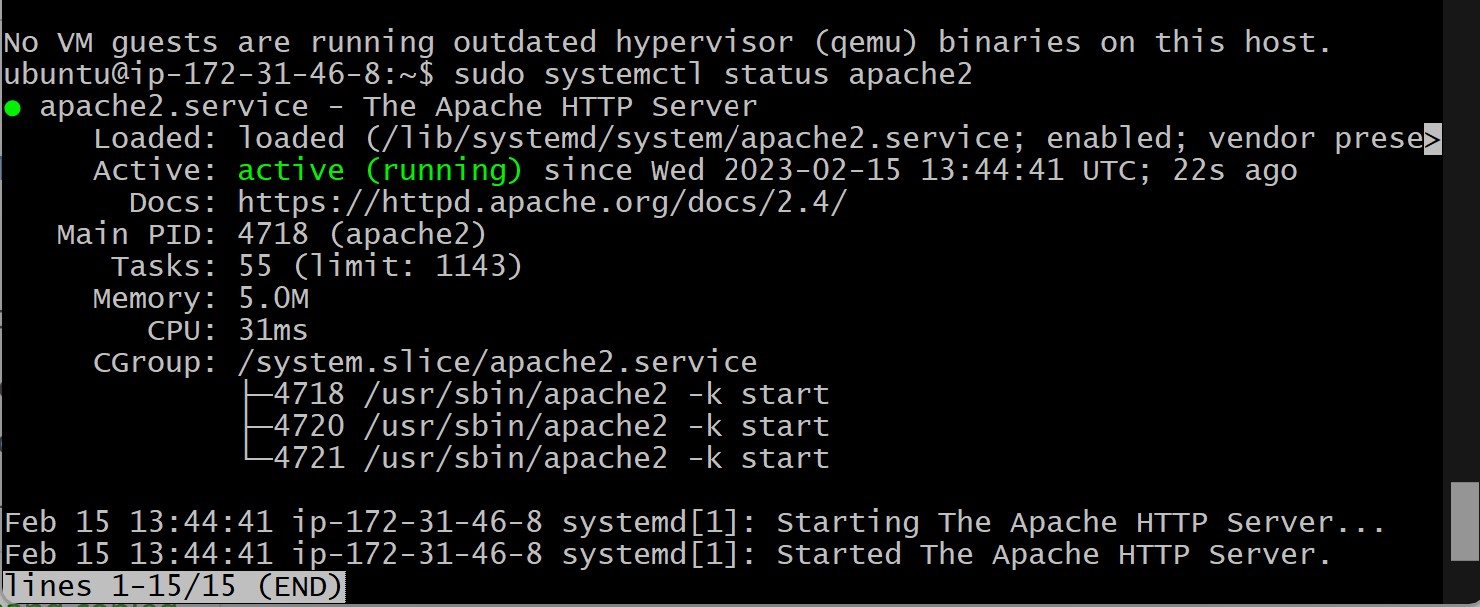 No VM guests are running outdated hypervisor (qemu) binaries on this host.
ubuntu@ip-172-31-46-8:~$ sudo systemctl status apache2
● apache2.service - The Apache HTTP Server
     Loaded: loaded (/lib/systemd/system/apache2.service; enabled; vendor prese>
     Active: active (running) since Wed 2023-02-15 13:44:41 UTC; 22s ago
       Docs: https://httpd.apache.org/docs/2.4/
   Main PID: 4718 (apache2)
      Tasks: 55 (limit: 1143)
     Memory: 5.0M
        CPU: 31ms
     CGroup: /system.slice/apache2.service
             ├─4718 /usr/sbin/apache2 -k start
             ├─4720 /usr/sbin/apache2 -k start
             └─4721 /usr/sbin/apache2 -k start
Feb 15 13:44:41 ip-172-31-46-8 systemd[1]: Starting The Apache HTTP Server...
Feb 15 13:44:41 ip-172-31-46-8 systemd[1]: Started The Apache HTTP Server.
lines 1-15/15 (END)